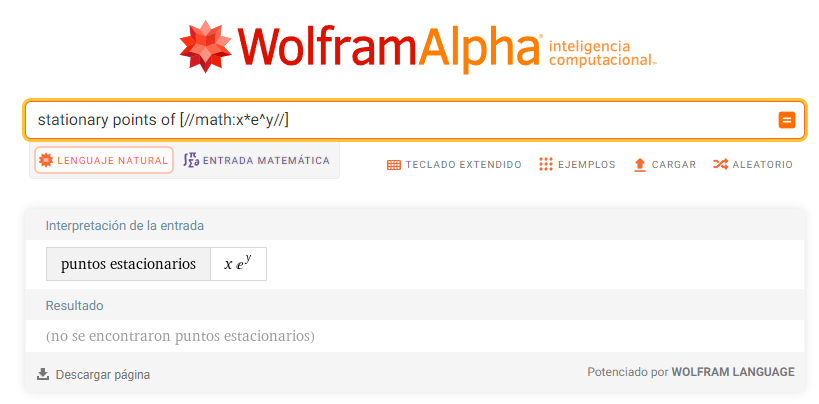 WolframAlpha inteligencia computacional™
stationary points of [//math:x*e^y//]
LENGUAJE NATURAL ENTRADA MATEMÁTICA TECLADO EXTENDIDO EJEMPLOS CARGAR ALEATORIO
Interpretación de la entrada
puntos estacionarios x e^y
Resultado
(no se encontraron puntos estacionarios)
Descargar página Potenciado por WOLFRAM LANGUAGE